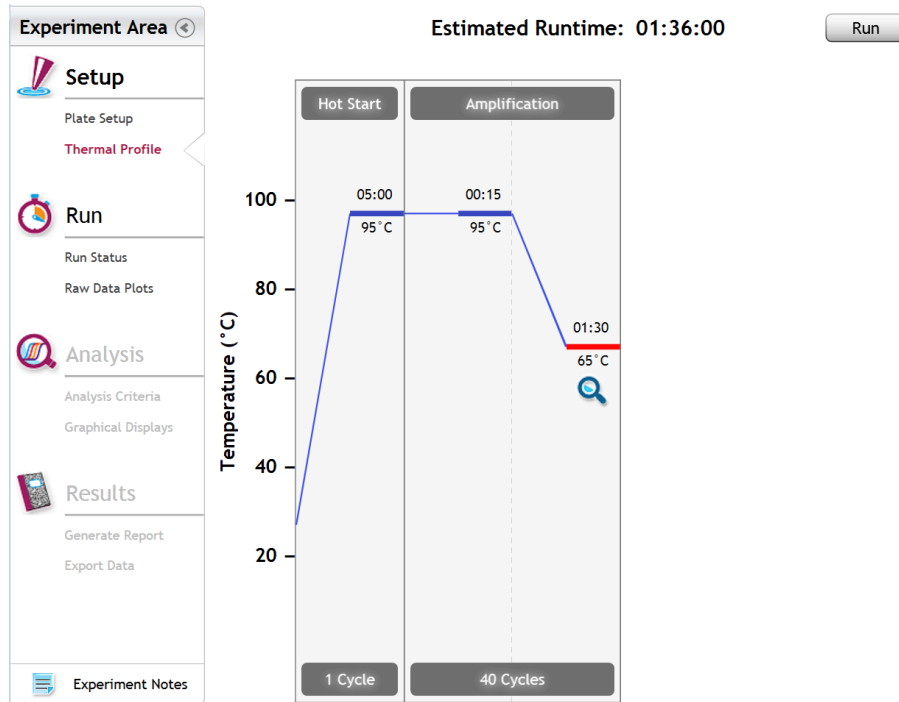 Experiment Area
Estimated Runtime: 01:36:00
Run
Setup
Plate Setup
Thermal Profile
Run
Run Status
Raw Data Plots
Analysis
Analysis Criteria
Graphical Displays
Results
Generate Report
Export Data
Experiment Notes
Hot Start
Amplification
Temperature (°C)
100
80
60
40
20
05:00
95°C
00:15
95°C
01:30
65°C
1 Cycle
40 Cycles